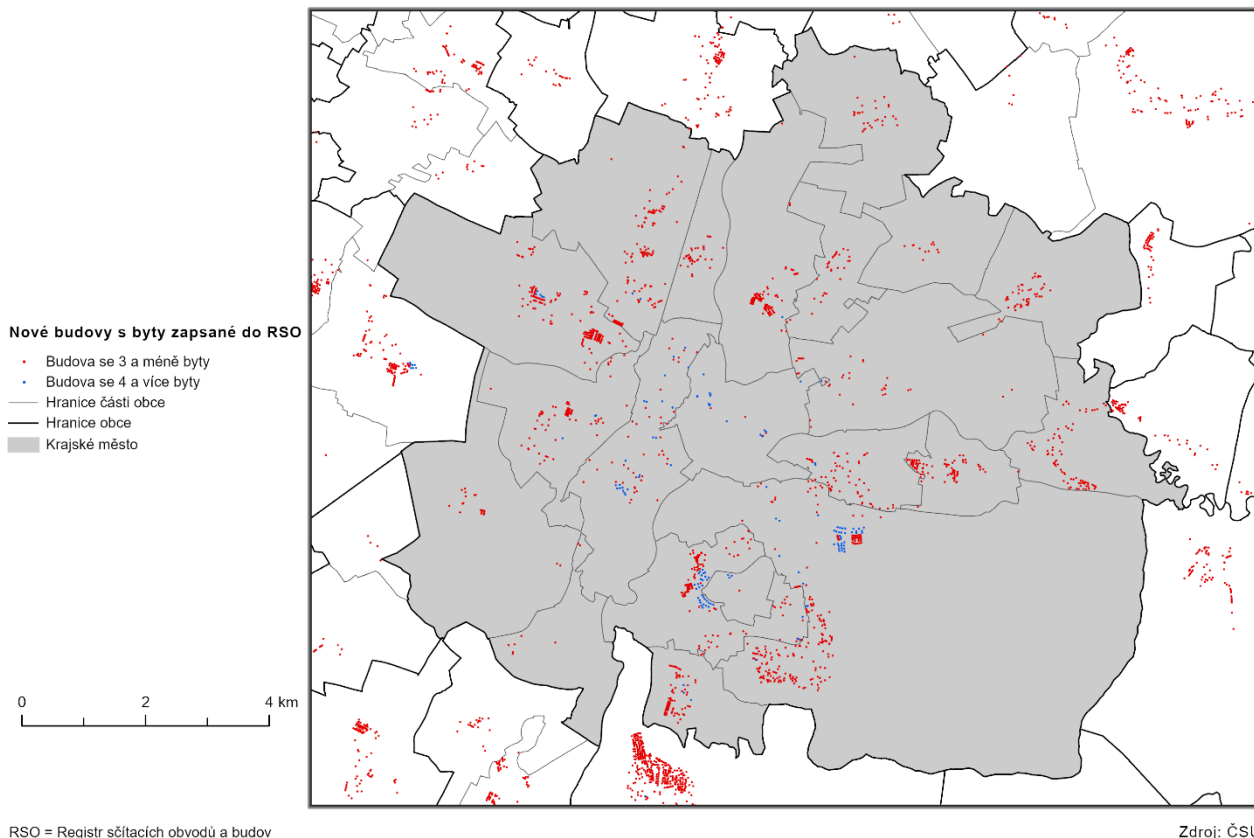 Nové budovy s byty zapsané do RSO
Budova se 3 a méně byty
Budova se 4 a více byty
Hranice části obce
Hranice obce
Krajské město
0 2 4 km
RSO = Registr sčítacích obvodů a budov
Zdroj: ČSÚ